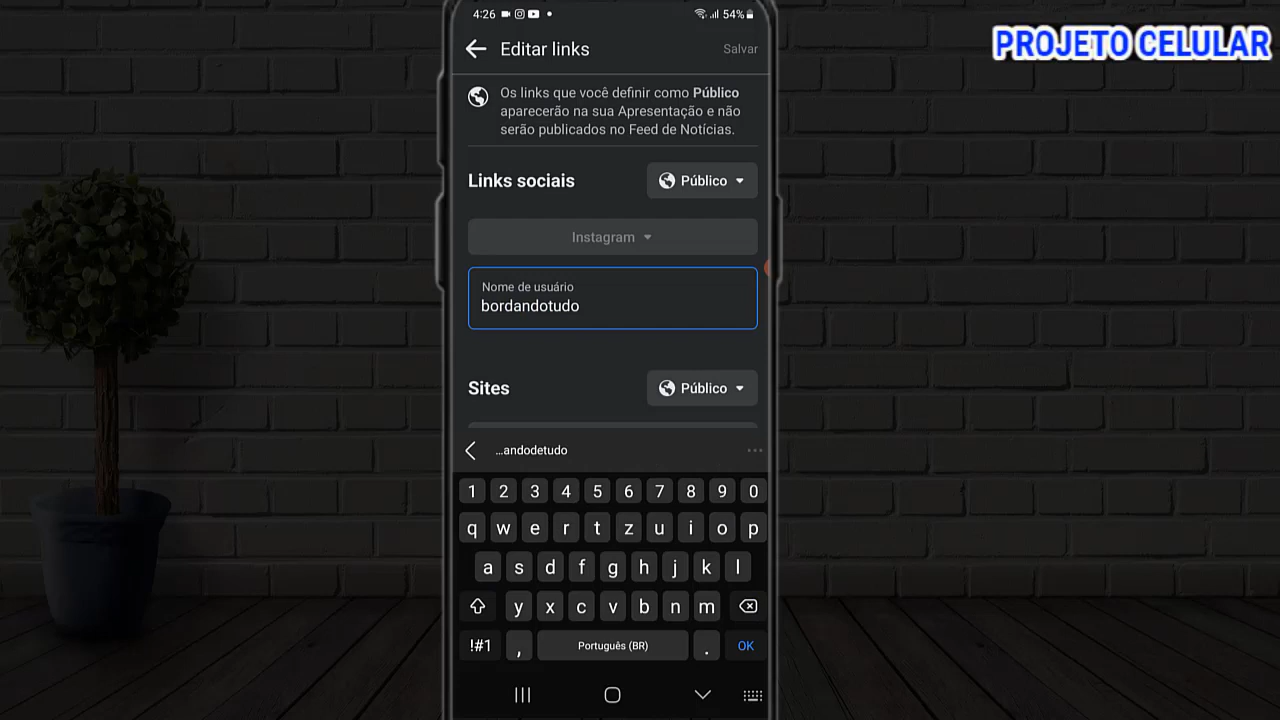 PROJETO CELULAR
4:26
54%
Editar links
Salvar
Os links que você definir como Público
aparecerão na sua Apresentação e não
serão publicados no Feed de Notícias.
Links sociais
Público
Instagram
Nome de usuário
bordandotudo
Sites
Público
...andodetudo
1 2 3 4 5 6 7 8 9 0
q w e r t z u i o p
a s d f g h j k l
y x c v b n m
!#1 , Português (BR) . OK